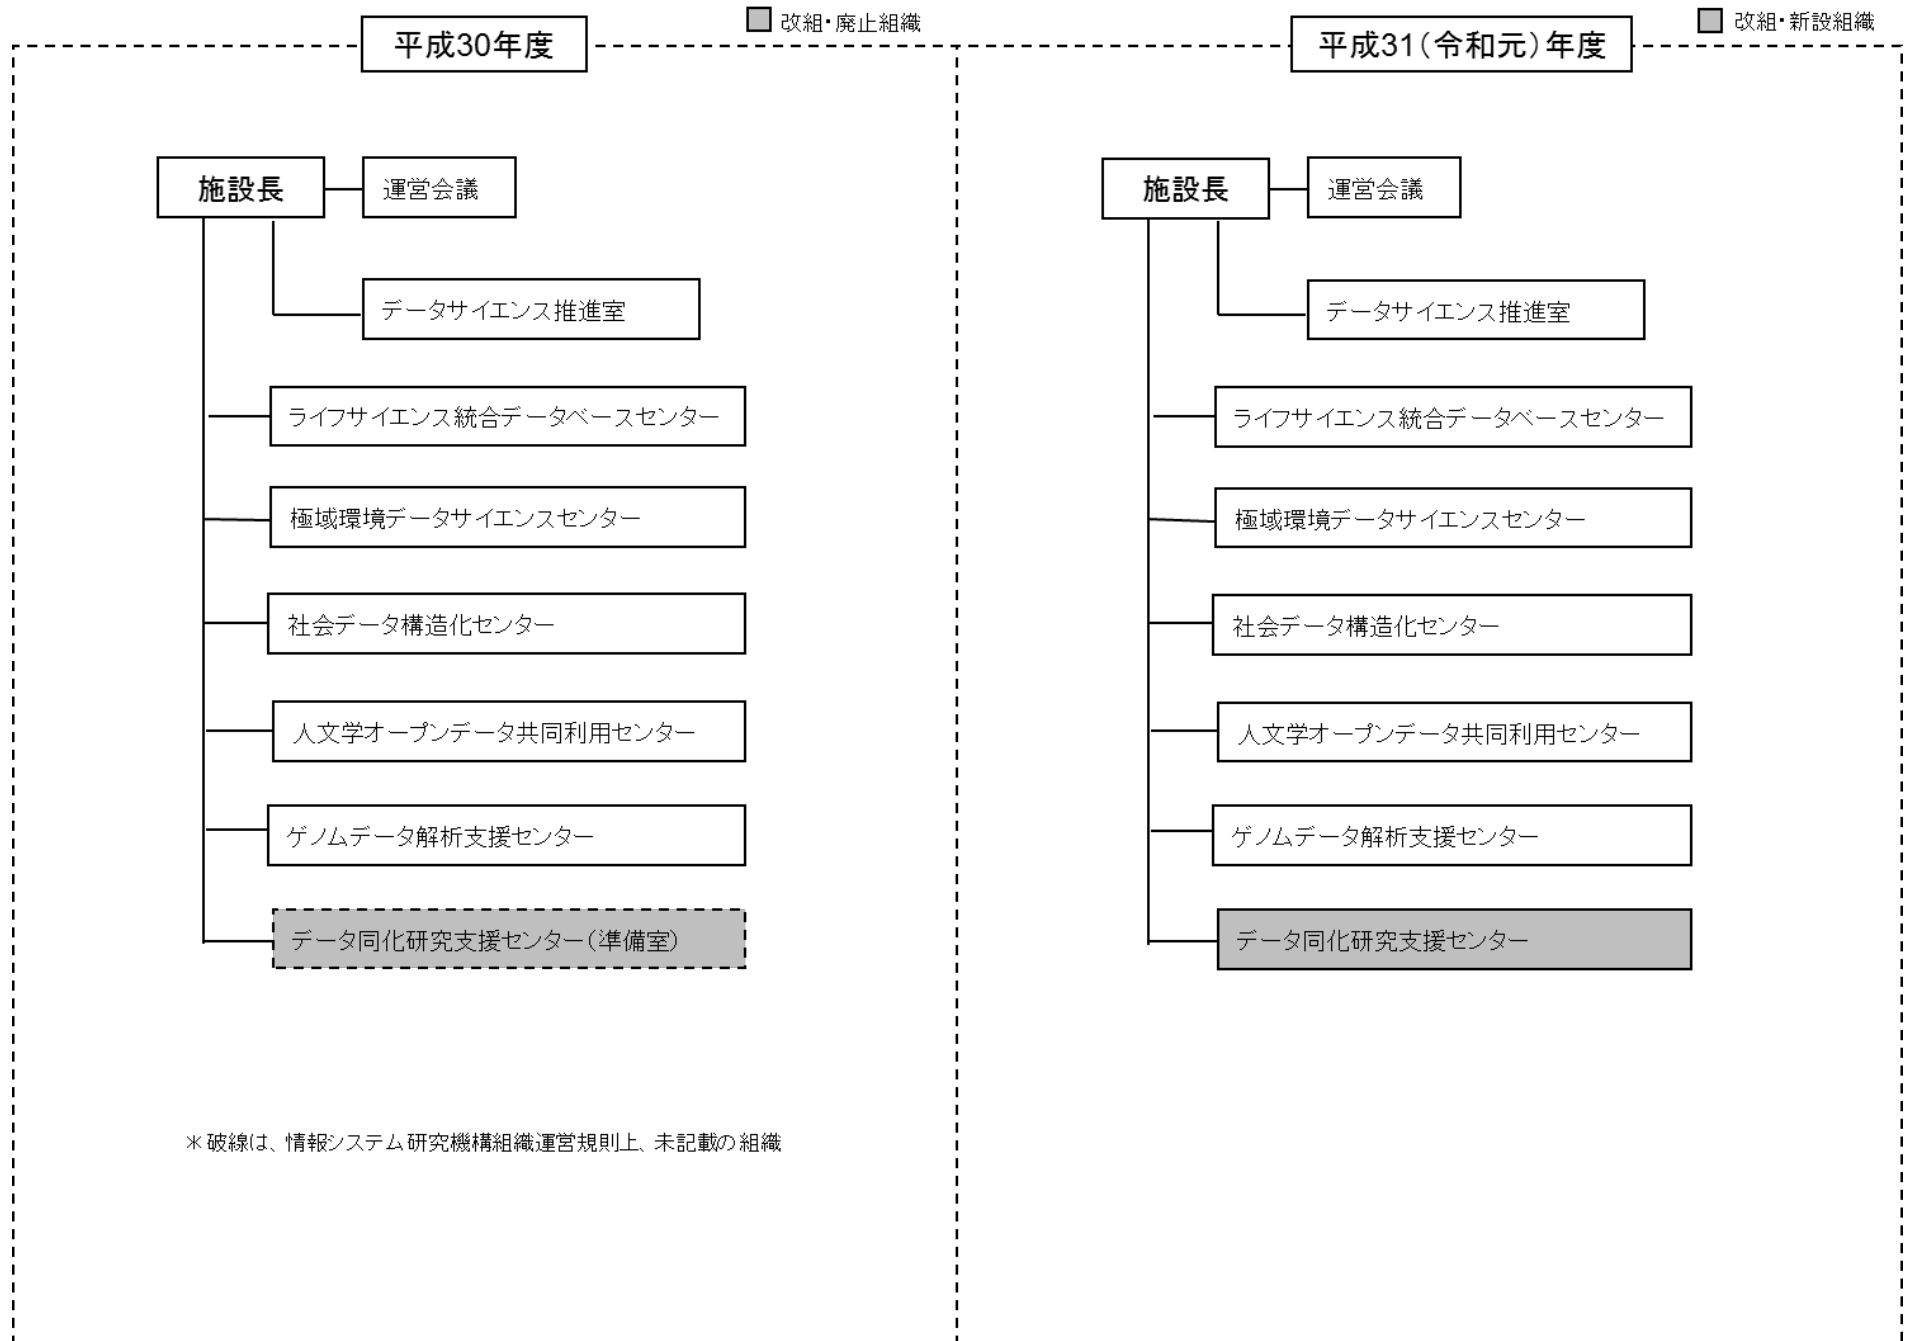 平成30年度
改組・廃止組織
施設長
運営会議
データサイエンス推進室
ライフサイエンス統合データベースセンター
極域環境データサイエンスセンター
社会データ構造化センター
人文学オープンデータ共同利用センター
ゲノムデータ解析支援センター
データ同化研究支援センター(準備室)
＊破線は、情報システム研究機構組織運営規則上、未記載の組織
平成31(令和元)年度
改組・新設組織
施設長
運営会議
データサイエンス推進室
ライフサイエンス統合データベースセンター
極域環境データサイエンスセンター
社会データ構造化センター
人文学オープンデータ共同利用センター
ゲノムデータ解析支援センター
データ同化研究支援センター